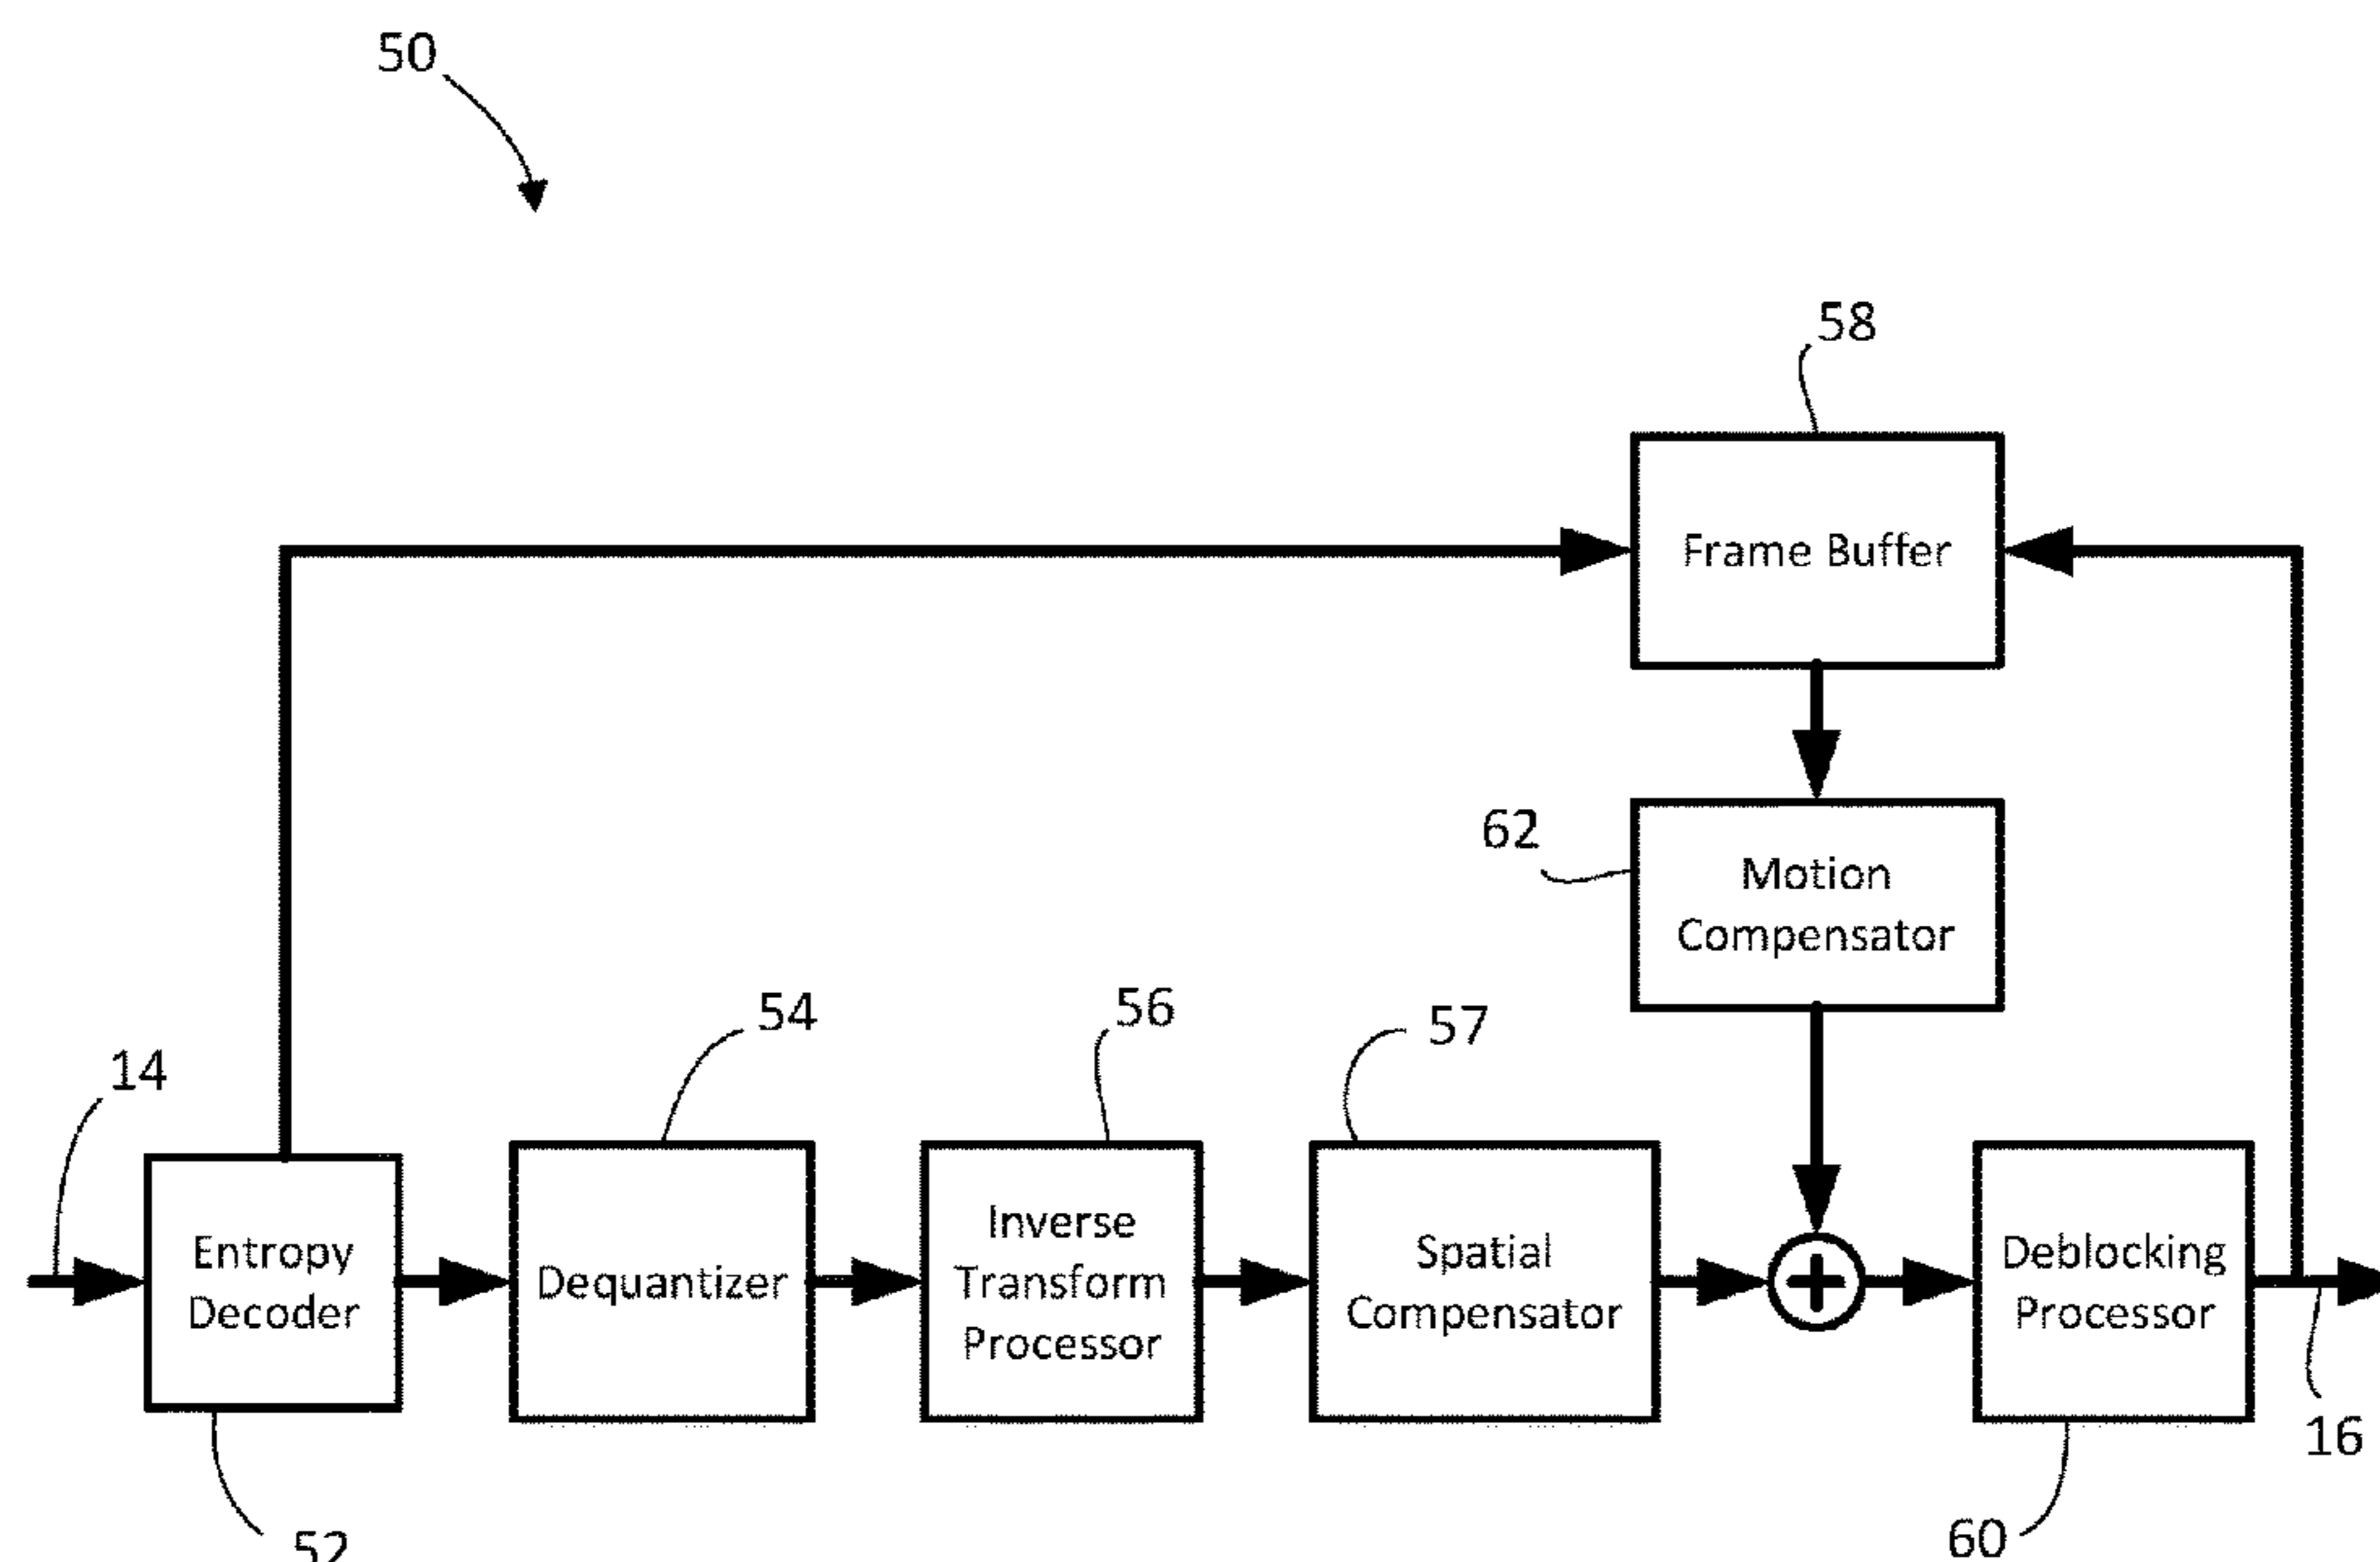 50
58
Frame Buffer
62
Motion
Compensator
54
56
57
14
Entropy
Decoder
Dequantizer
Inverse
Transform
Processor
Spatial
Compensator
+
Deblocking
Processor
16
52
60